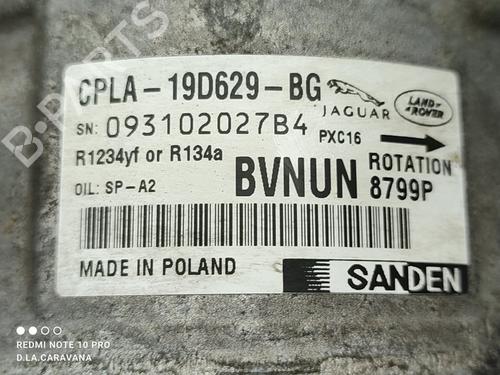 CPLA-19D629-BG
JAGUAR
LAND-ROVER
SN: 093102027B4
PXC16
R1234yf or R134a
ROTATION
OIL: SP-A2
BVNUN
8799P
MADE IN POLAND
SANDEN
B-PARTS
REDMI NOTE 10 PRO
D.L.A.CARAVANA